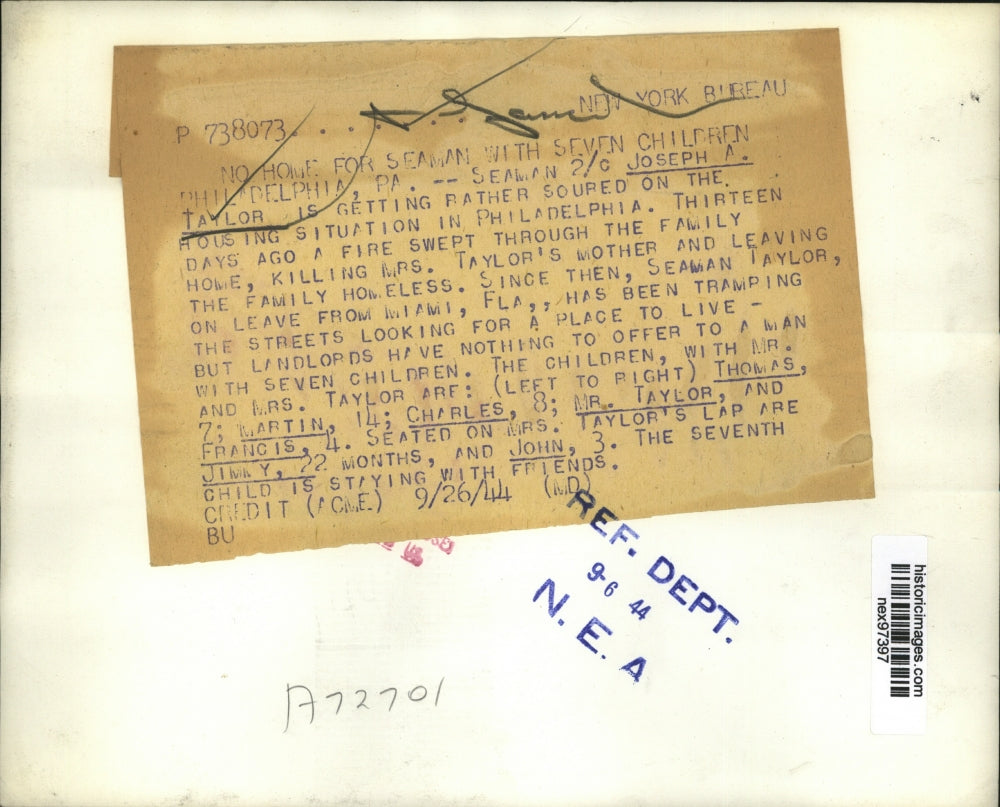 NEW YORK BUREAU
P 738073. . . . . . .
NO HOME FOR SEAMAN WITH SEVEN CHILDREN
PHILADELPHIA, PA. -- SEAMAN 2/C JOSEPH A.
TAYLOR IS GETTING RATHER SOURED ON THE
HOUSING SITUATION IN PHILADELPHIA. THIRTEEN
DAYS AGO A FIRE SWEPT THROUGH THE FAMILY
HOME, KILLING MRS. TAYLOR'S MOTHER AND LEAVING
THE FAMILY HOMELESS. SINCE THEN, SEAMAN TAYLOR,
ON LEAVE FROM MIAMI, FLA,, HAS BEEN TRAMPING
THE STREETS LOOKING FOR A PLACE TO LIVE -
BUT LANDLORDS HAVE NOTHING TO OFFER TO A MAN
WITH SEVEN CHILDREN. THE CHILDREN, WITH MR.
AND MRS. TAYLOR ARE: (LEFT TO RIGHT) THOMAS,
7; MARTIN, 14; CHARLES, 8; MR. TAYLOR, AND
FRANCIS, 4. SEATED ON MRS. TAYLOR'S LAP ARE
JIMMY, 22 MONTHS, AND JOHN, 3. THE SEVENTH
CHILD IS STAYING WITH FRIENDS.
CREDIT (ACME) 9/26/44 (MD)
BU
REF. DEPT.
9-6 44
N. E. A
A72701
historicimages.com
nex97397